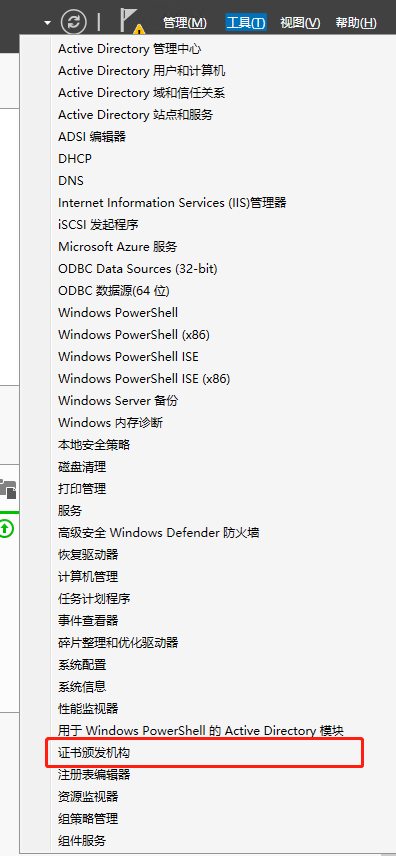 管理(M) 工具(T) 视图(V) 帮助(H)
Active Directory 管理中心
Active Directory 用户和计算机
Active Directory 域和信任关系
Active Directory 站点和服务
ADSI 编辑器
DHCP
DNS
Internet Information Services (IIS)管理器
iSCSI 发起程序
Microsoft Azure 服务
ODBC Data Sources (32-bit)
ODBC 数据源(64 位)
Windows PowerShell
Windows PowerShell (x86)
Windows PowerShell ISE
Windows PowerShell ISE (x86)
Windows Server 备份
Windows 内存诊断
本地安全策略
磁盘清理
打印管理
服务
高级安全 Windows Defender 防火墙
恢复驱动器
计算机管理
任务计划程序
事件查看器
碎片整理和优化驱动器
系统配置
系统信息
性能监视器
用于 Windows PowerShell 的 Active Directory 模块
证书颁发机构
注册表编辑器
资源监视器
组策略管理
组件服务